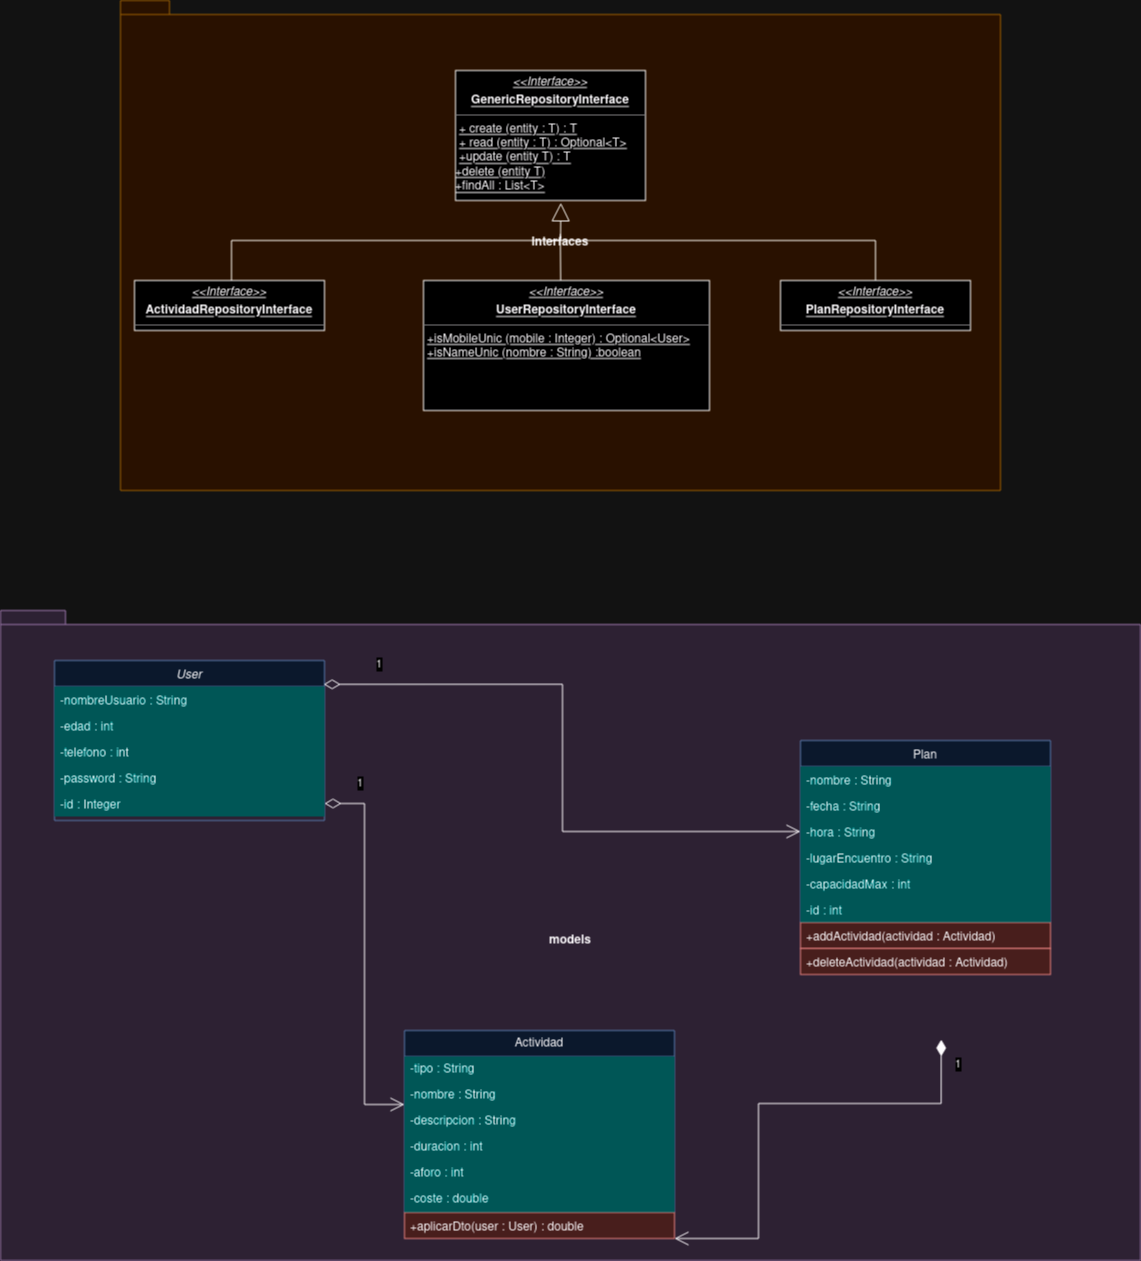 <<Interface>>
GenericRepositoryInterface
+ create (entity : T) : T
+ read (entity : T) : Optional<T>
+update (entity T) : T
+delete (entity T)
+findAll : List<T>
Interfaces
<<Interface>>
ActividadRepositoryInterface
<<Interface>>
UserRepositoryInterface
+isMobileUnic (mobile : Integer) : Optional<User>
+isNameUnic (nombre : String) :boolean
<<Interface>>
PlanRepositoryInterface
User
-nombreUsuario : String
-edad : int
-telefono : int
-password : String
-id : Integer
1
1
Plan
-nombre : String
-fecha : String
-hora : String
-lugarEncuentro : String
-capacidadMax : int
-id : int
+addActividad(actividad : Actividad)
+deleteActividad(actividad : Actividad)
models
Actividad
-tipo : String
-nombre : String
-descripcion : String
-duracion : int
-aforo : int
-coste : double
+aplicarDto(user : User) : double
1